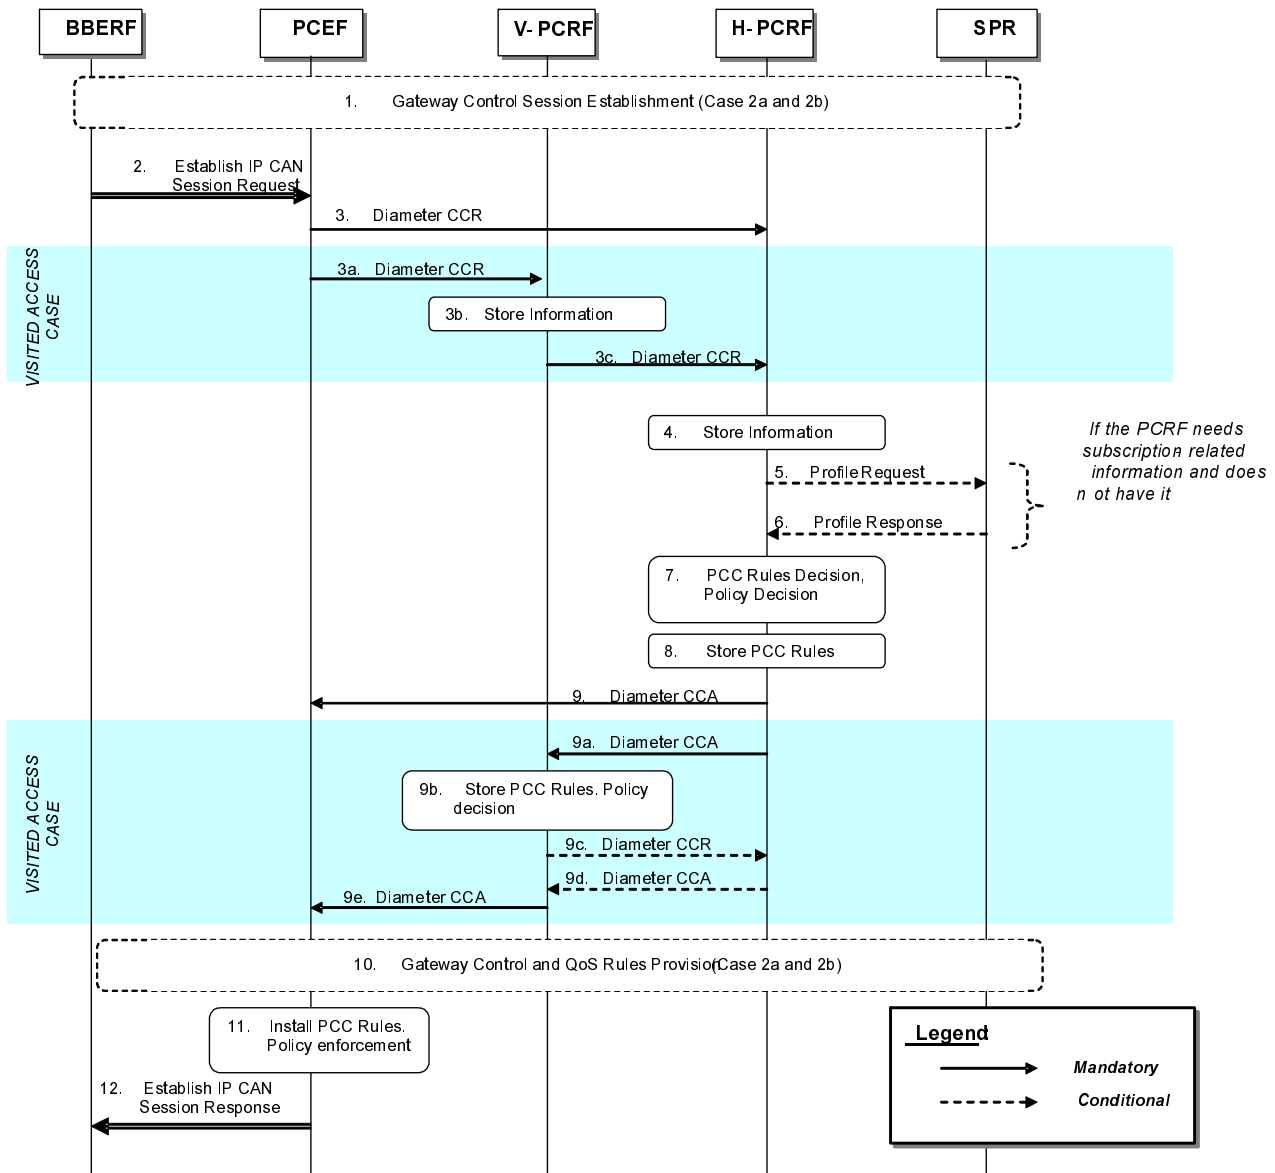 BBERF
PCEF
V-PCRF
H-PCRF
SPR
1. Gateway Control Session Establishment (Case 2a and 2b)
2. Establish IP CAN
Session Request
3. Diameter CCR
VISITED ACCESS
CASE
3a. Diameter CCR
3b. Store Information
3c. Diameter CCR
4. Store Information
If the PCRF needs
subscription related
information and does
n ot have it
5. Profile Request
6. Profile Response
7. PCC Rules Decision,
Policy Decision
8. Store PCC Rules
9. Diameter CCA
VISITED ACCESS
CASE
9a. Diameter CCA
9b. Store PCC Rules. Policy
decision
9c. Diameter CCR
9d. Diameter CCA
9e. Diameter CCA
10. Gateway Control and QoS Rules Provision(Case 2a and 2b)
11. Install PCC Rules.
Policy enforcement
12. Establish IP CAN
Session Response
Legend:
Mandatory
Conditional